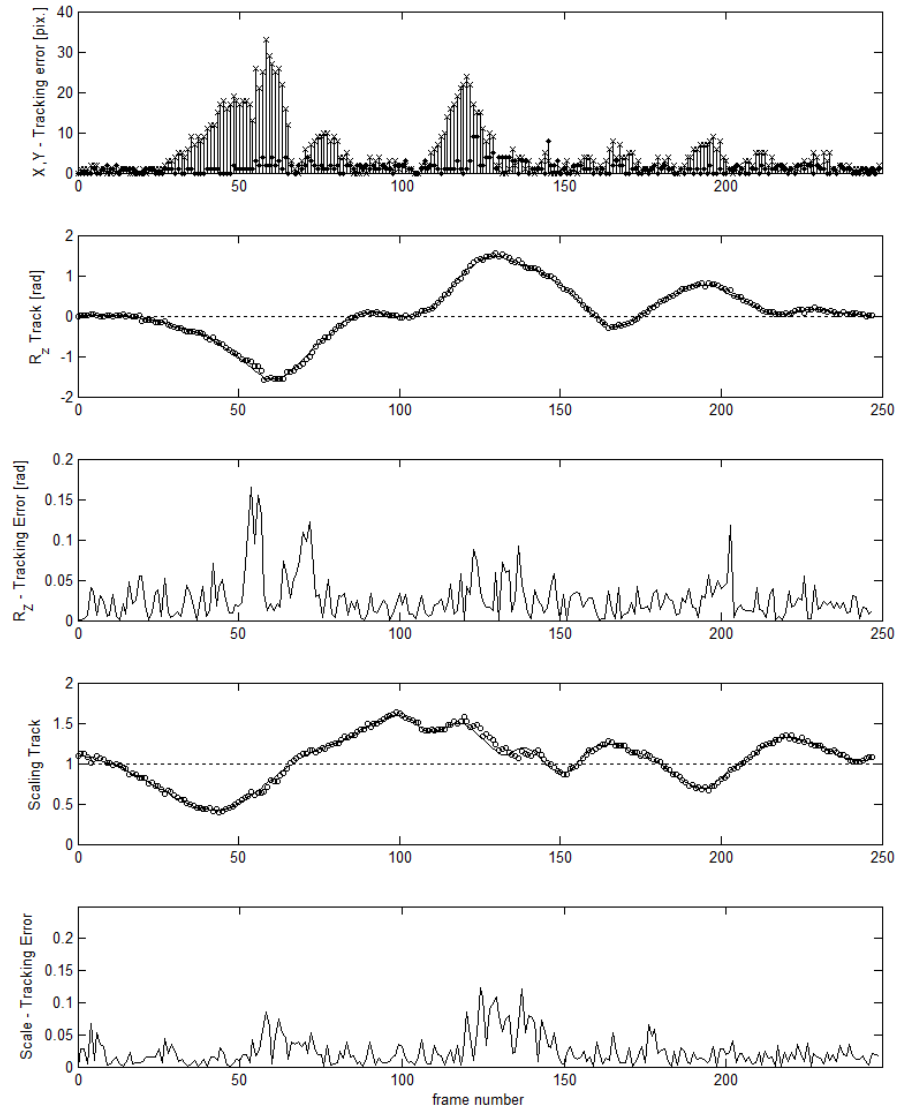 X,Y - Tracking error [pix.]
40
30
20
10
0
0 50 100 150 200
R_z Track [rad]
2
1
0
-1
-2
0 50 100 150 200 250
R_Z - Tracking Error [rad]
0.2
0.15
0.1
0.05
0
0 50 100 150 200 250
Scaling Track
2
1.5
1
0.5
0
0 50 100 150 200 250
Scale - Tracking Error
0.2
0.15
0.1
0.05
0
0 50 100 150 200
frame number